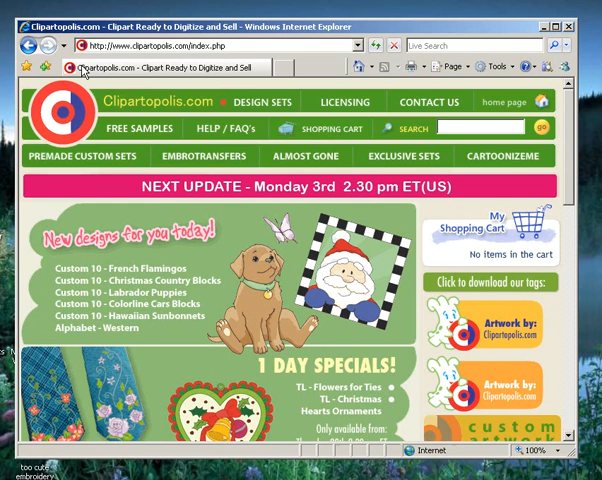 Clipartopolis.com - Clipart Ready to Digitize and Sell - Windows Internet Explorer
http://www.clipartopolis.com/index.php
Live Search
Clipartopolis.com - Clipart Ready to Digitize and Sell
Page
Tools
Clipartopolis.com
DESIGN SETS
LICENSING
CONTACT US
home page
FREE SAMPLES
HELP / FAQ's
SHOPPING CART
SEARCH
go
PREMADE CUSTOM SETS
EMBROTRANSFERS
ALMOST GONE
EXCLUSIVE SETS
CARTOONIZEME
NEXT UPDATE - Monday 3rd 2.30 pm ET(US)
New designs for you today!
Custom 10 - French Flamingos
Custom 10 - Christmas Country Blocks
Custom 10 - Labrador Puppies
Custom 10 - Colorline Cars Blocks
Custom 10 - Hawaiian Sunbonnets
Alphabet - Western
My
Shopping Cart
No items in the cart
Click to download our tags:
Artwork by:
Clipartopolis.com
Artwork by:
Clipartopolis.com
custom
1 DAY SPECIALS!
TL - Flowers for Ties
TL - Christmas
Hearts Ornaments
Only available from:
Internet
100%
too cute
embroidery